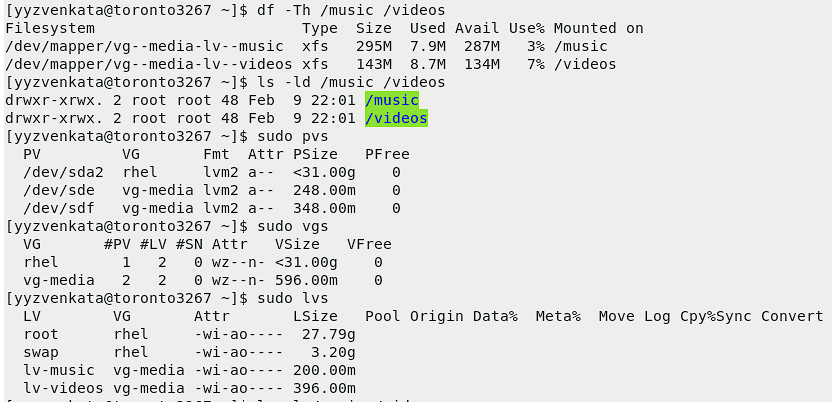 [yyzvenkata@toronto3267 ~]$ df -Th /music /videos
Filesystem                       Type  Size  Used Avail Use% Mounted on
/dev/mapper/vg--media-lv--music  xfs   295M  7.9M  287M   3% /music
/dev/mapper/vg--media-lv--videos xfs   143M  8.7M  134M   7% /videos
[yyzvenkata@toronto3267 ~]$ ls -ld /music /videos
drwxr-xrwx. 2 root root 48 Feb  9 22:01 /music
drwxr-xrwx. 2 root root 48 Feb  9 22:01 /videos
[yyzvenkata@toronto3267 ~]$ sudo pvs
  PV         VG       Fmt  Attr PSize   PFree
  /dev/sda2  rhel     lvm2 a--  <31.00g    0
  /dev/sde   vg-media lvm2 a--  248.00m    0
  /dev/sdf   vg-media lvm2 a--  348.00m    0
[yyzvenkata@toronto3267 ~]$ sudo vgs
  VG       #PV #LV #SN Attr   VSize   VFree
  rhel       1   2   0 wz--n- <31.00g    0
  vg-media   2   2   0 wz--n- 596.00m    0
[yyzvenkata@toronto3267 ~]$ sudo lvs
  LV        VG       Attr       LSize   Pool Origin Data%  Meta%  Move Log Cpy%Sync Convert
  root      rhel     -wi-ao----  27.79g
  swap      rhel     -wi-ao----   3.20g
  lv-music  vg-media -wi-ao---- 200.00m
  lv-videos vg-media -wi-ao---- 396.00m